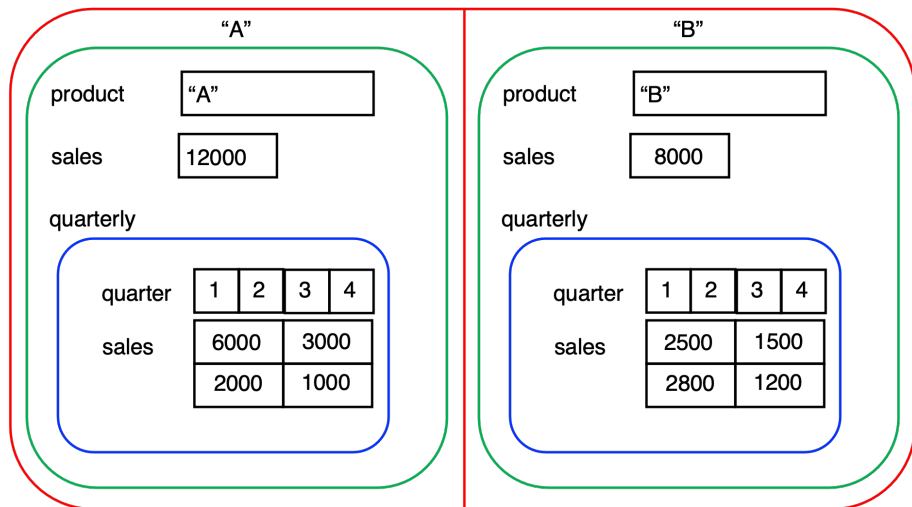 “A”
product “A”
sales 12000
quarterly
quarter 1 2 3 4
sales 6000 3000
2000 1000
“B”
product “B”
sales 8000
quarterly
quarter 1 2 3 4
sales 2500 1500
2800 1200